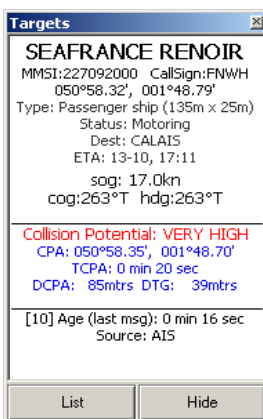 Targets
SEAFRANCE RENOIR
MMSI:227092000 CallSign:FNWH
050°58.32', 001°48.79'
Type: Passenger ship (135m x 25m)
Status: Motoring
Dest: CALAIS
ETA: 13-10, 17:11
sog: 17.0kn
cog:263°T hdg:263°T
Collision Potential: VERY HIGH
CPA: 050°58.35', 001°48.70'
TCPA: 0 min 20 sec
DCPA: 85mtrs DTG: 39mtrs
[10] Age (last msg): 0 min 16 sec
Source: AIS
List Hide